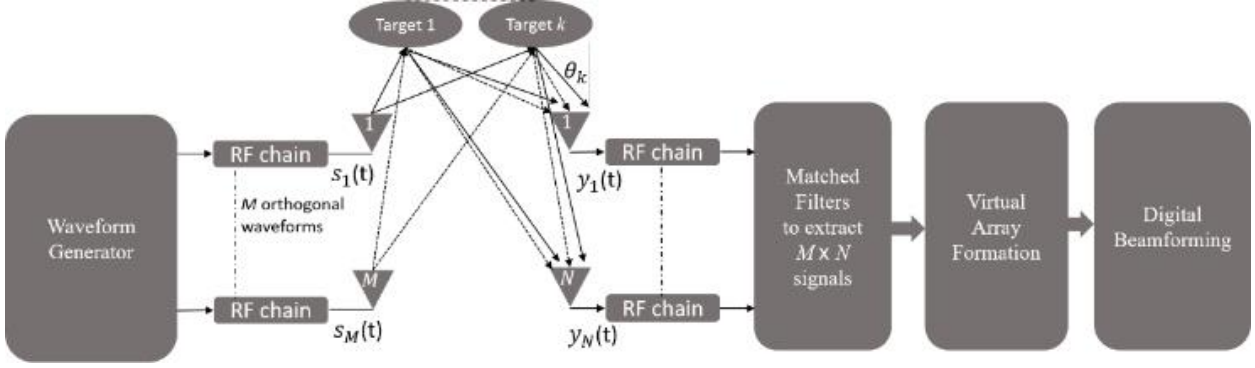 Target 1
Target k
θk
1
1
RF chain
RF chain
s1(t)
y1(t)
M orthogonal
waveforms
Waveform
Generator
Matched
Filters
to extract
M x N
signals
Virtual
Array
Formation
Digital
Beamforming
M
N
RF chain
RF chain
sM(t)
yN(t)